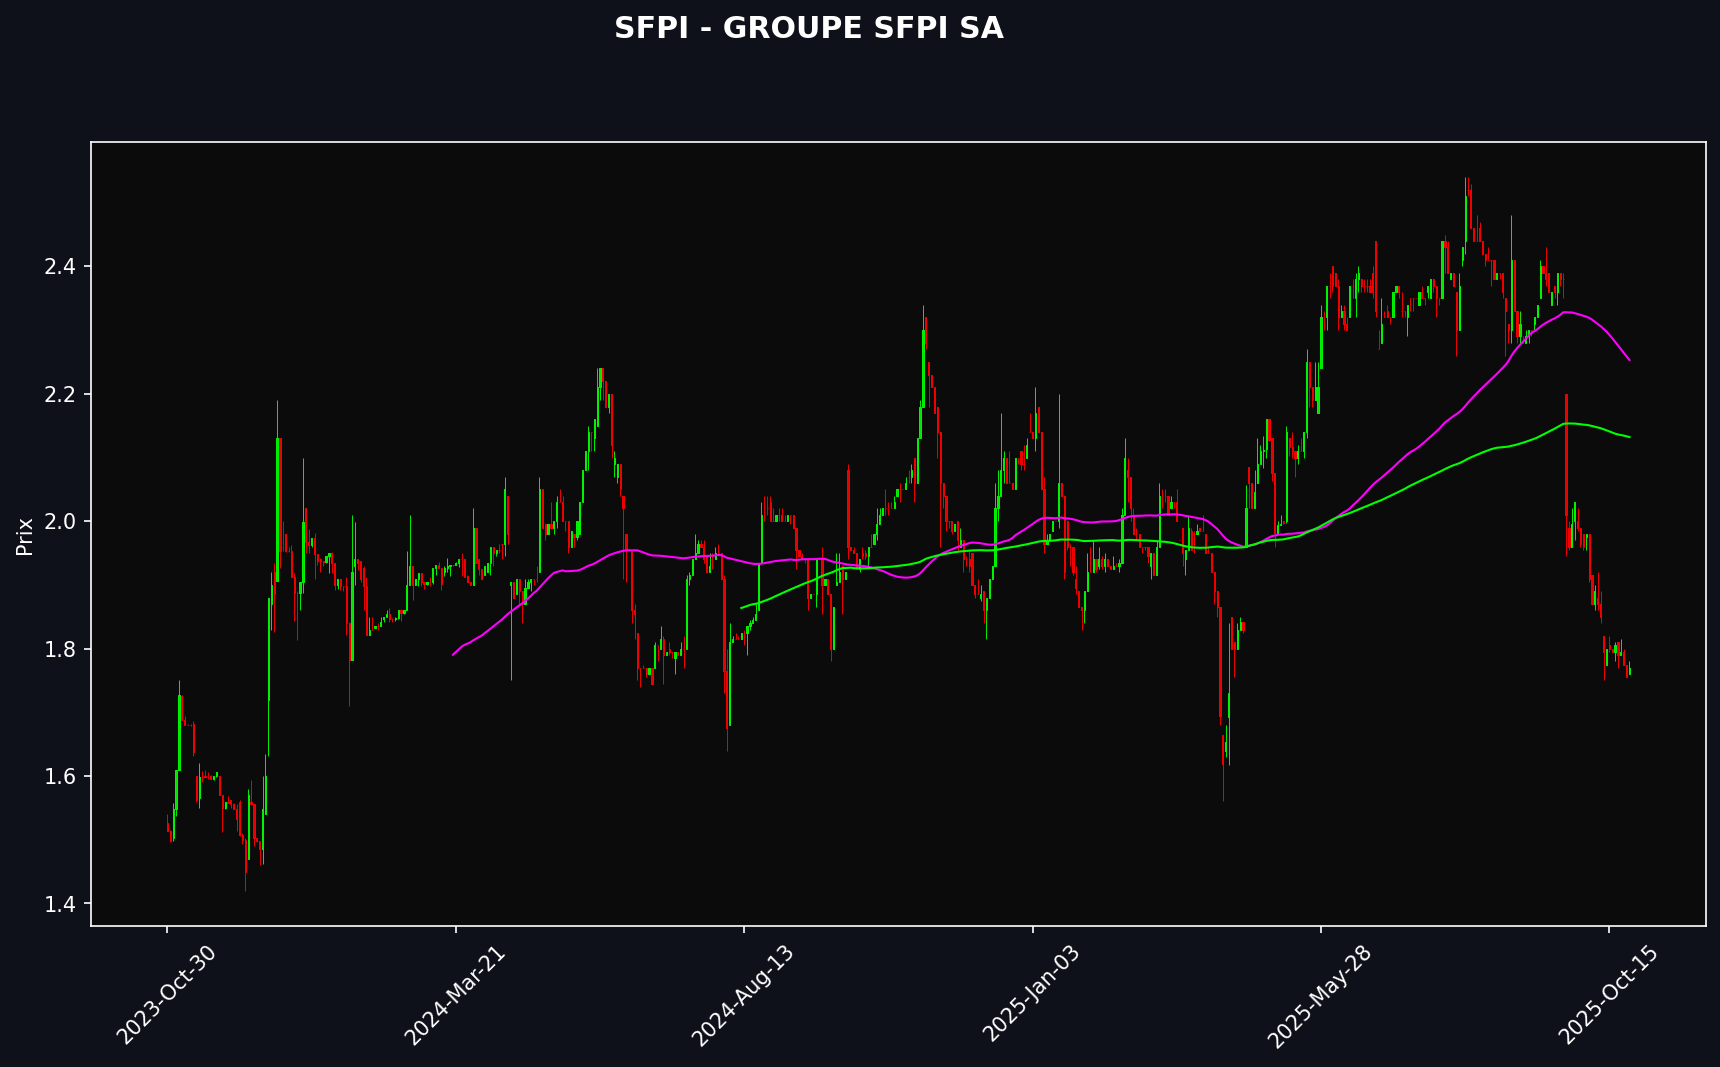 SFPI - GROUPE SFPI SA
Prix
2.4
2.2
2.0
1.8
1.6
1.4
2023-Oct-30
2024-Mar-21
2024-Aug-13
2025-Jan-03
2025-May-28
2025-Oct-15